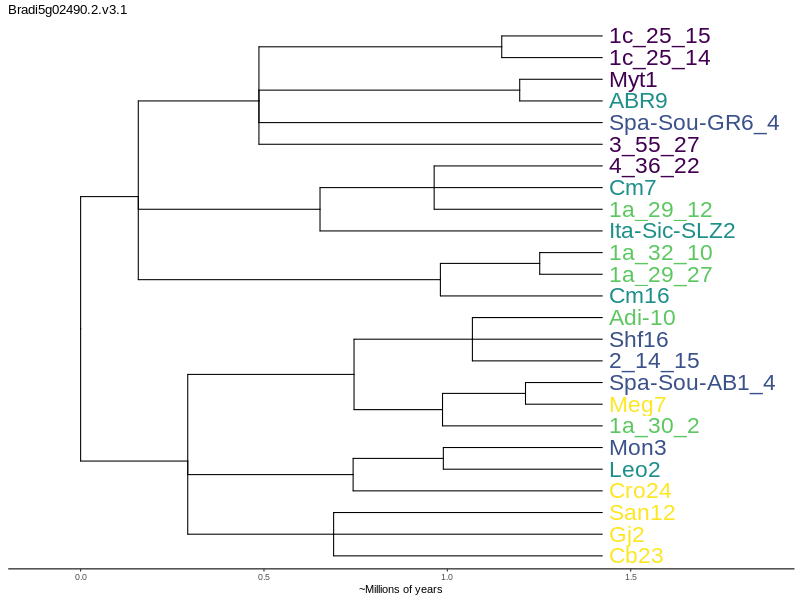 Bradi5g02490.2.v3.1
1c_25_15
1c_25_14
Myt1
ABR9
Spa-Sou-GR6_4
3_55_27
4_36_22
Cm7
1a_29_12
Ita-Sic-SLZ2
1a_32_10
1a_29_27
Cm16
Adi-10
Shf16
2_14_15
Spa-Sou-AB1_4
Meg7
1a_30_2
Mon3
Leo2
Cro24
San12
Gj2
Cb23
0.0 0.5 1.0 1.5
~Millions of years